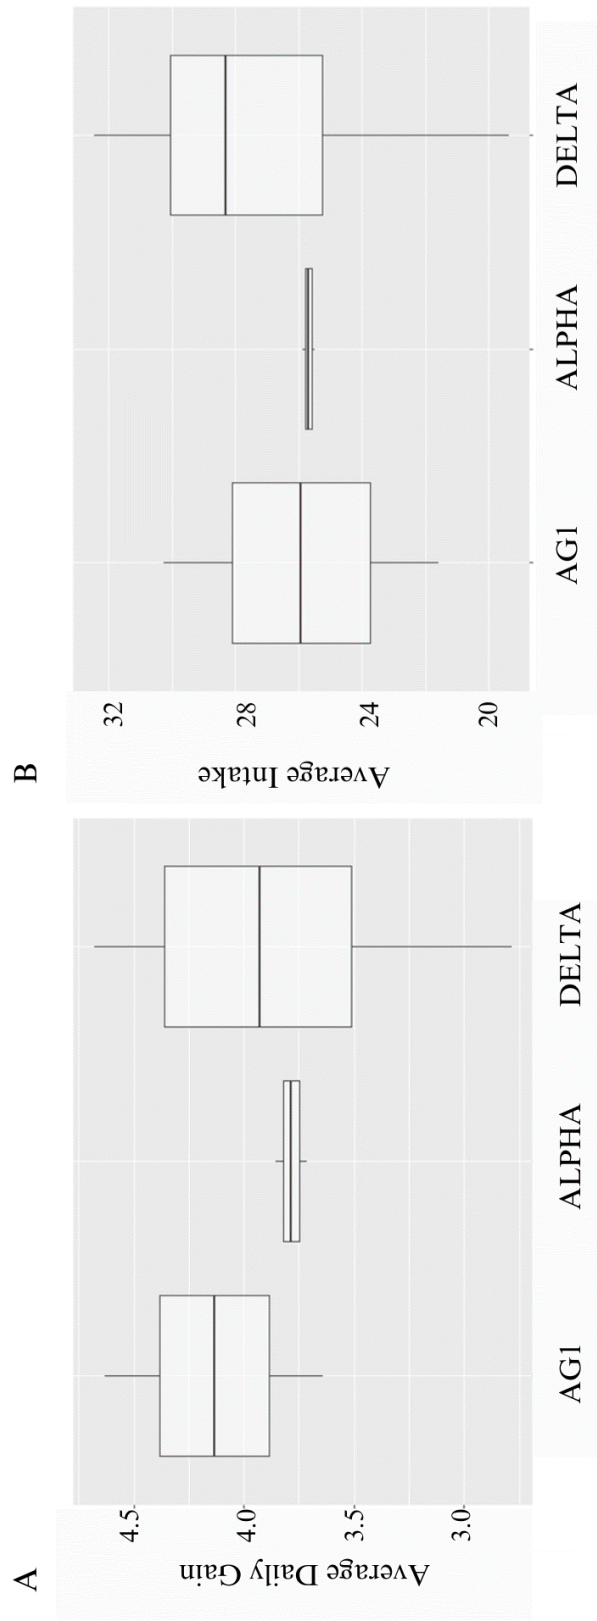 A
Average Daily Gain
4.5
4.0
3.5
3.0
AG1
ALPHA
DELTA
B
Average Intake
32
28
24
20
AG1
ALPHA
DELTA